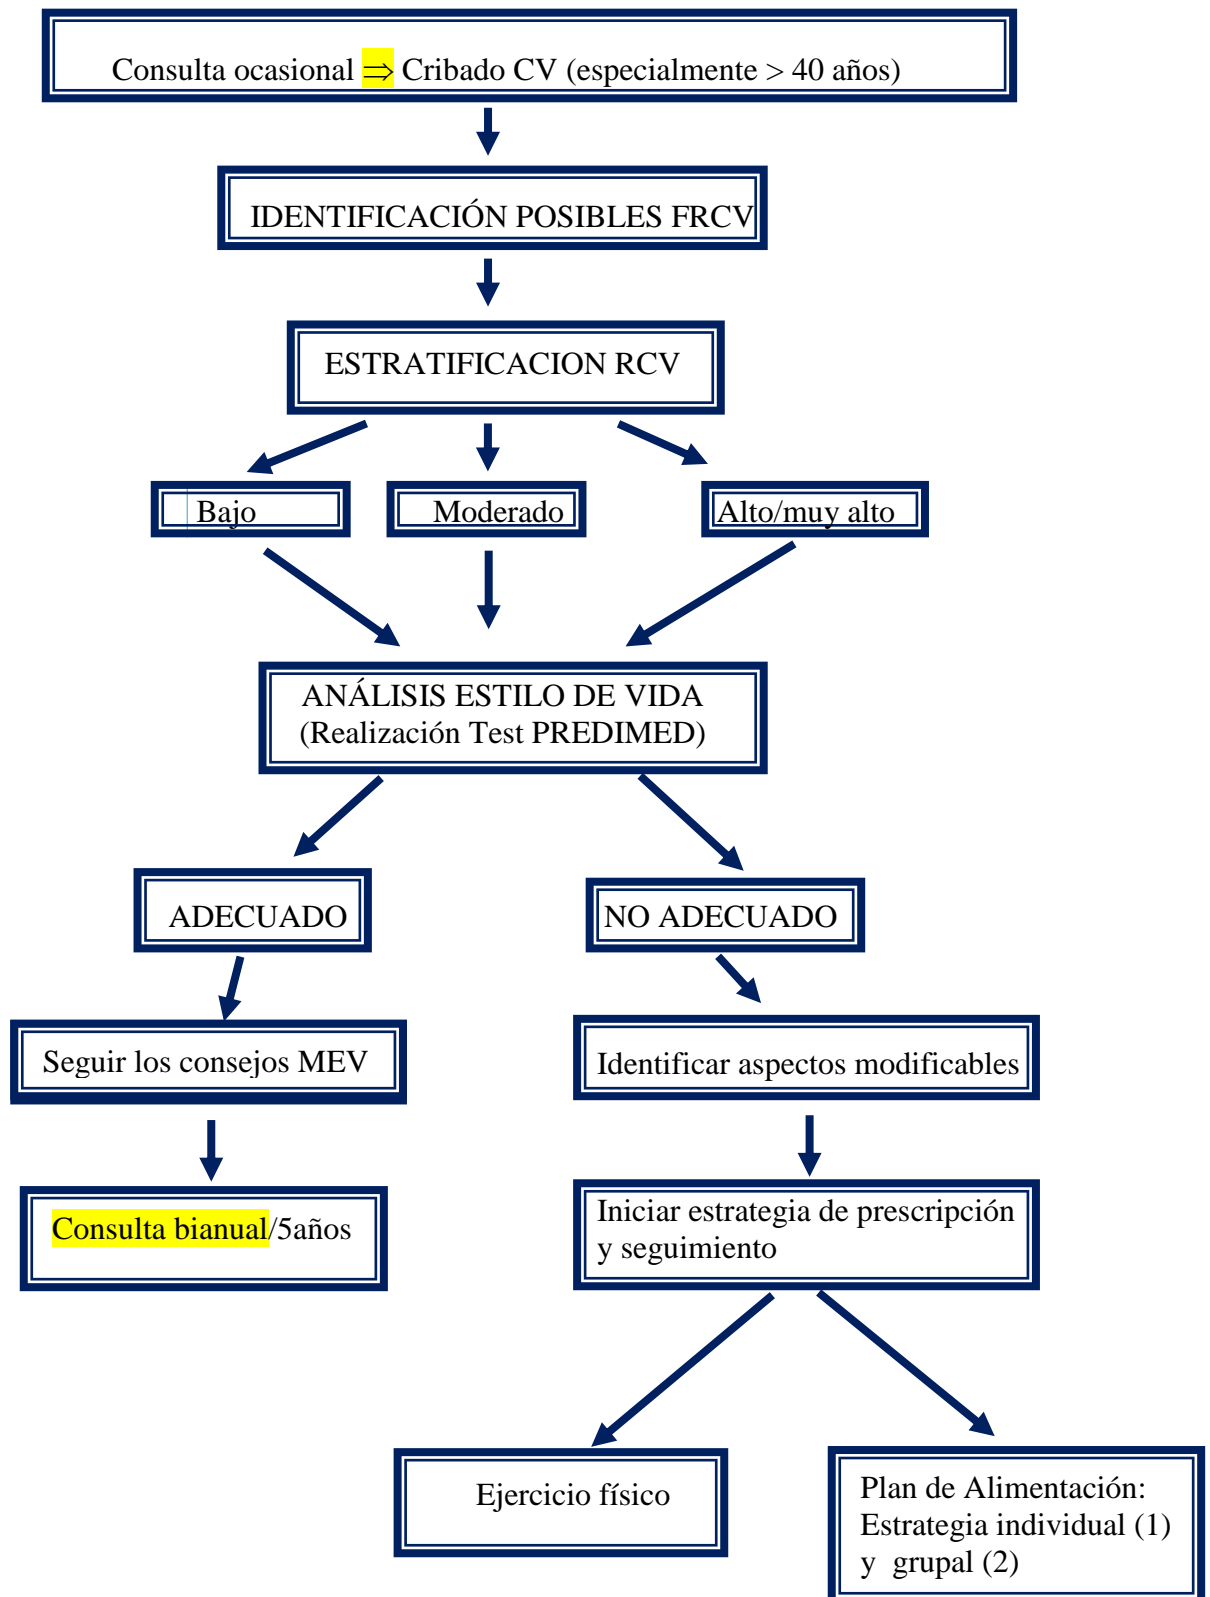 Consulta ocasional ⇒ Cribado CV (especialmente > 40 años)
IDENTIFICACIÓN POSIBLES FRCV
ESTRATIFICACION RCV
Bajo
Moderado
Alto/muy alto
ANÁLISIS ESTILO DE VIDA
(Realización Test PREDIMED)
ADECUADO
NO ADECUADO
Seguir los consejos MEV
Identificar aspectos modificables
Consulta bianual/5años
Iniciar estrategia de prescripción
y seguimiento
Ejercicio físico
Plan de Alimentación:
Estrategia individual (1)
y grupal (2)